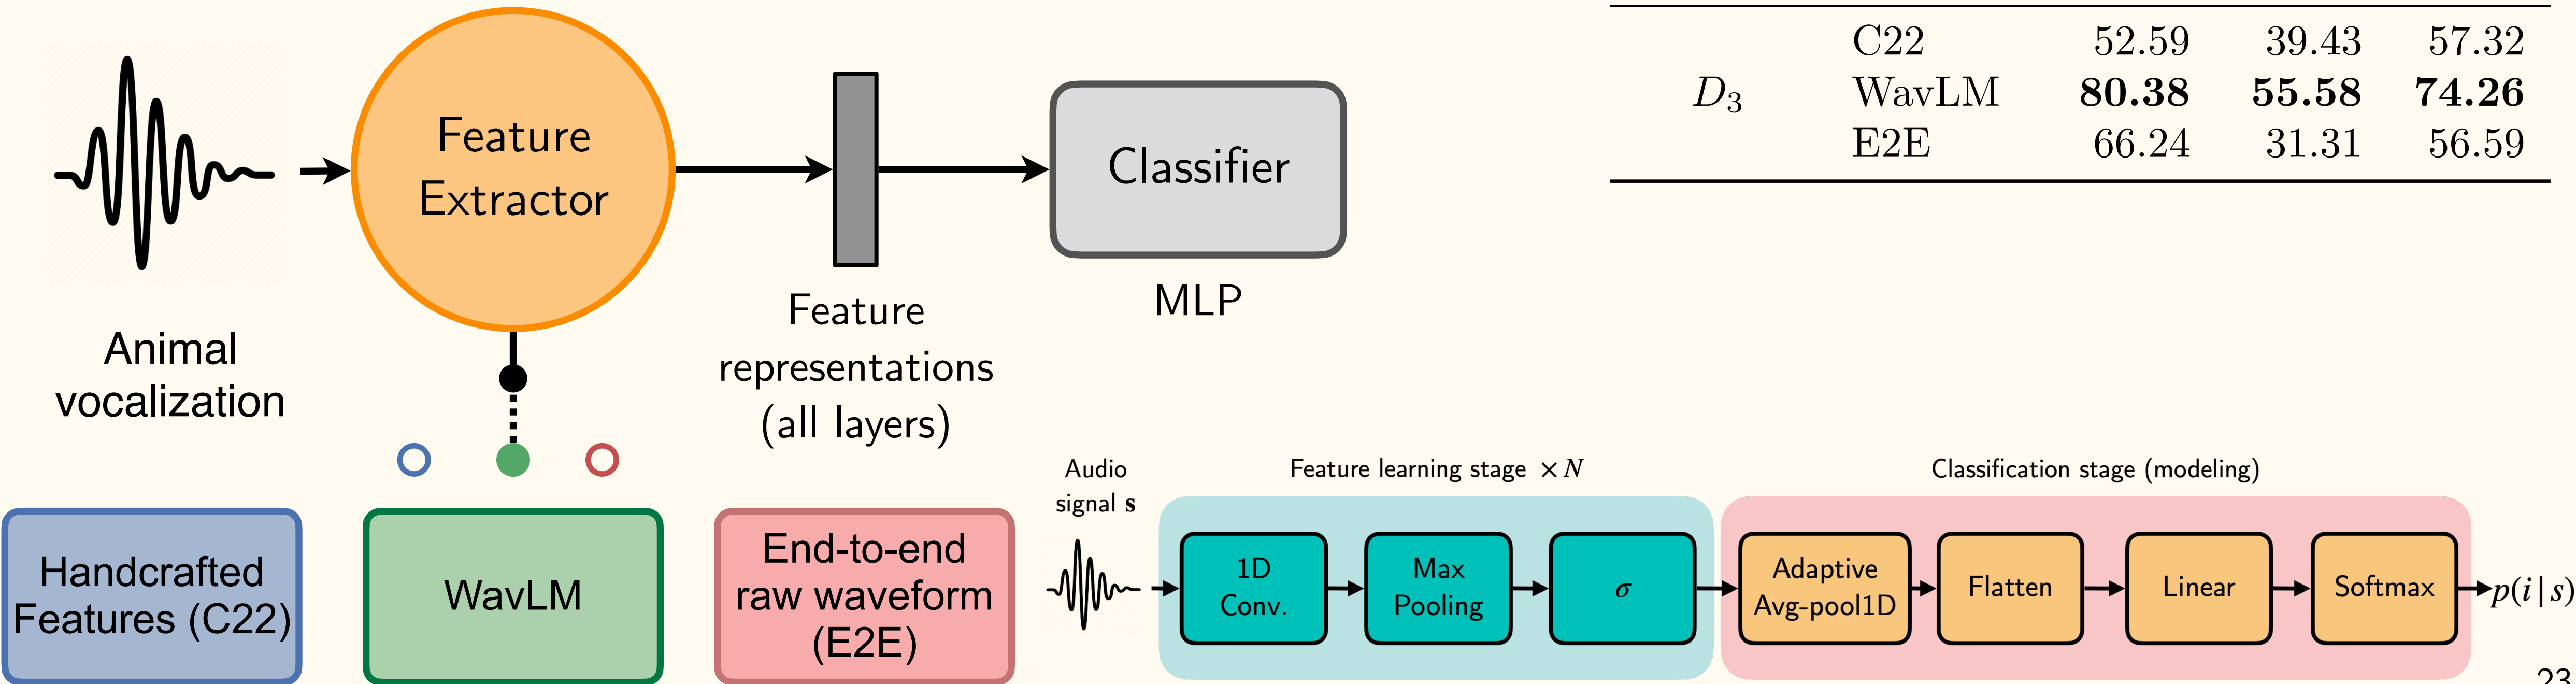 C22 52.59 39.43 57.32
D3 WavLM 80.38 55.58 74.26
E2E 66.24 31.31 56.59
Feature
Extractor
Classifier
MLP
Animal
vocalization
Feature
representations
(all layers)
Handcrafted
Features (C22)
WavLM
End-to-end
raw waveform
(E2E)
Audio
signal s
Feature learning stage ×N
Classification stage (modeling)
1D
Conv.
Max
Pooling
σ
Adaptive
Avg-pool1D
Flatten
Linear
Softmax
p(i|s)